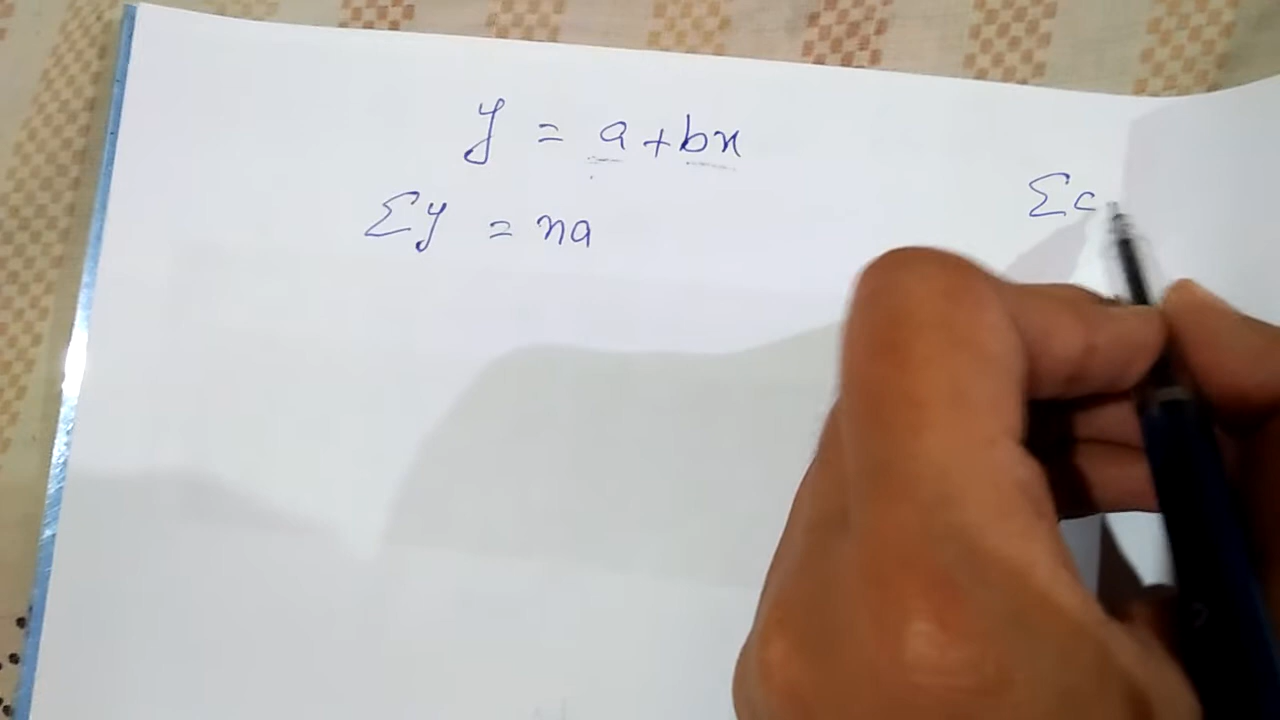 y = a + bx
Σy = na
Σc